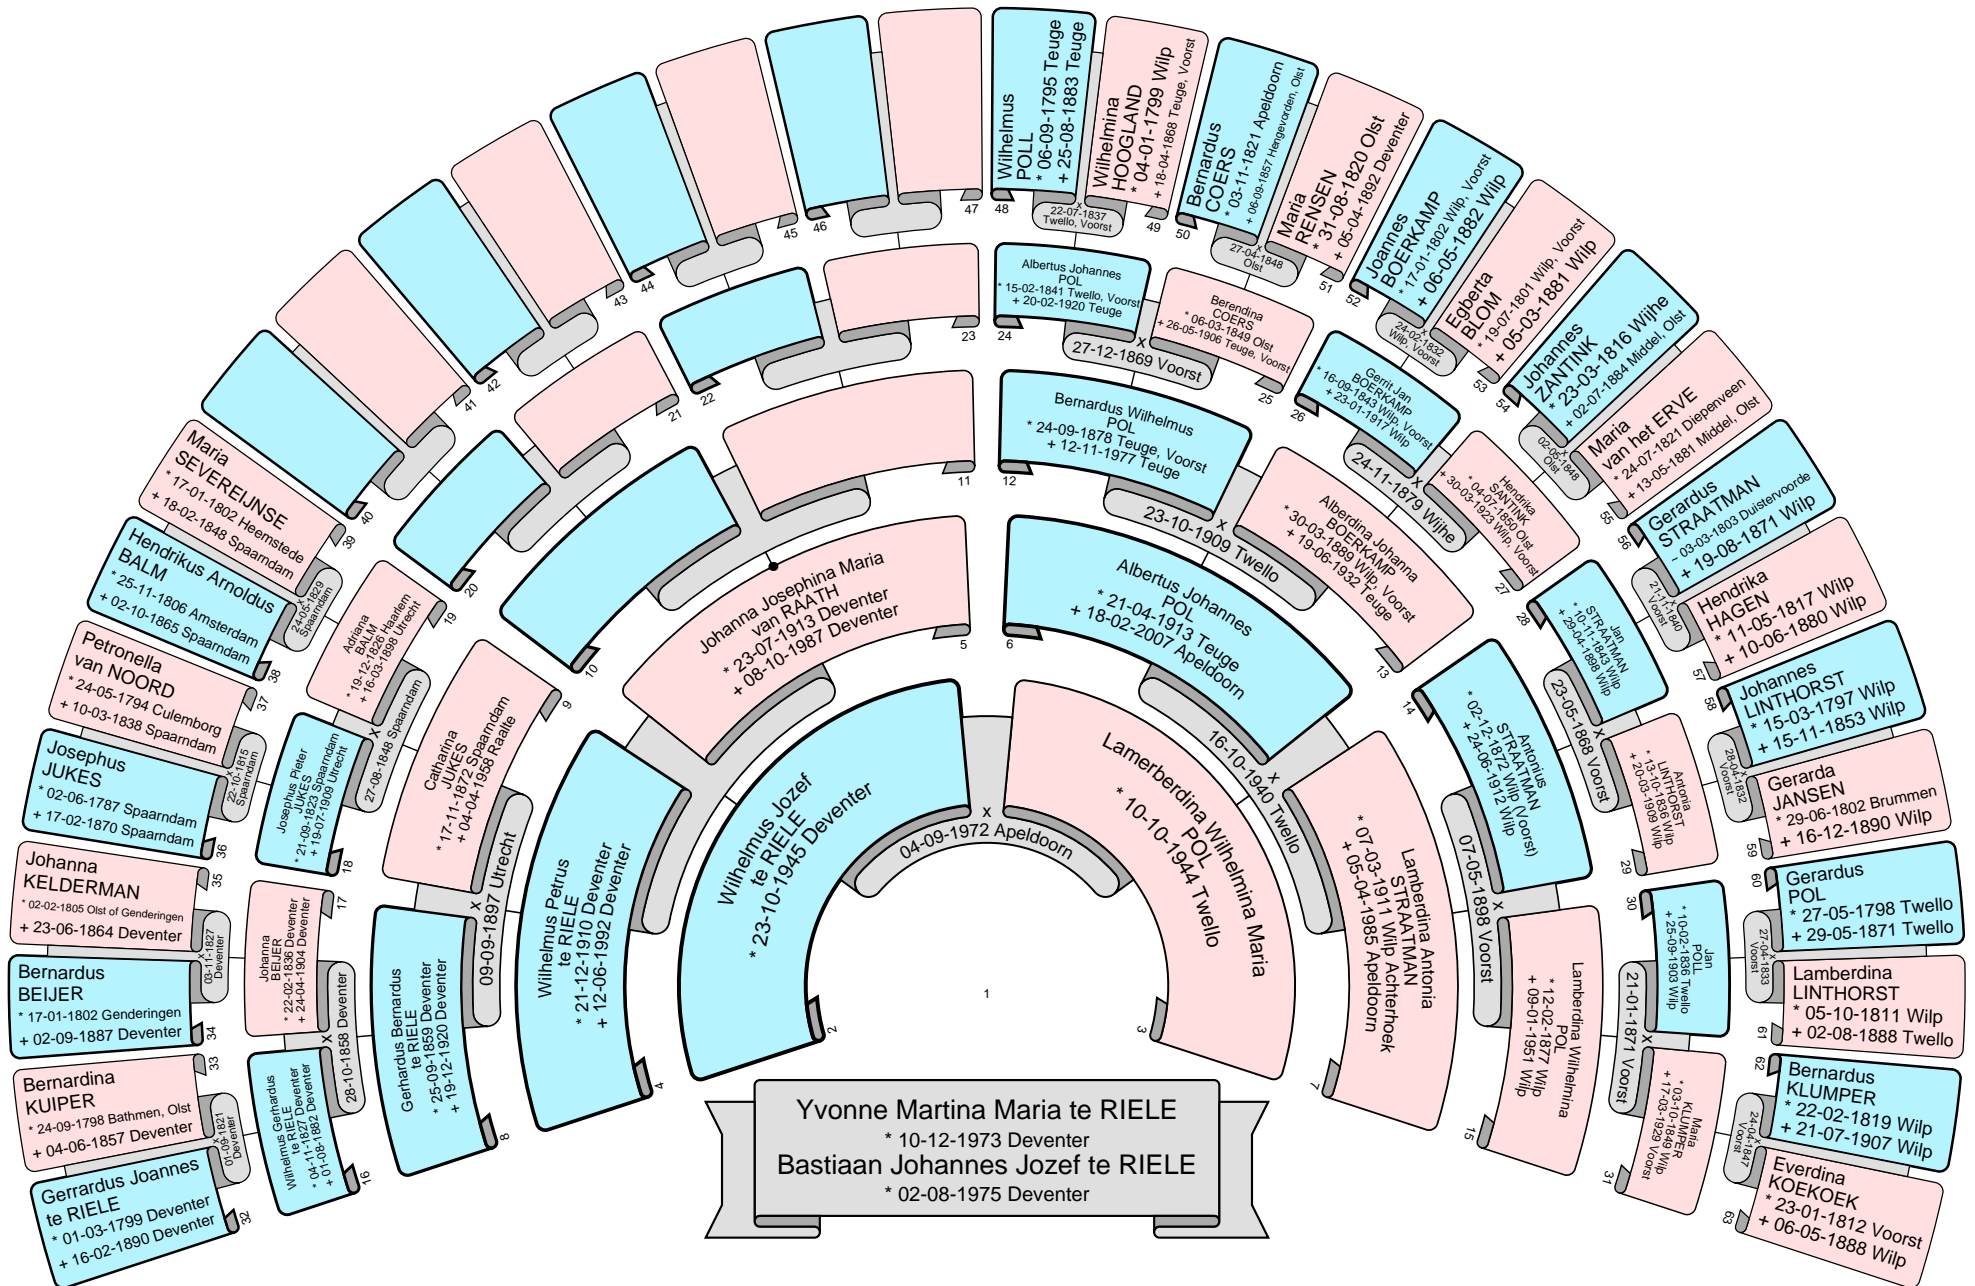 Yvonne Martina Maria te RIELE
* 10-12-1973 Deventer
Bastiaan Johannes Jozef te RIELE
* 02-08-1975 Deventer
1
Wilhelmus Jozef
te RIELE
* 23-10-1945 Deventer
2
x
04-09-1972 Apeldoorn
Lamerberdina Wilhelmina Maria
POL
* 10-10-1944 Twello
3
Wilhelmus Petrus
te RIELE
* 21-12-1910 Deventer
+ 12-06-1992 Deventer
4
Johanna Josephina Maria
van RAATH
* 23-07-1913 Deventer
+ 08-10-1987 Deventer
5
Albertus Johannes
POL
* 21-04-1913 Teuge
+ 18-02-2007 Apeldoorn
6
x
16-10-1940 Twello
Lamberdina Antonia
STRAATMAN
* 07-03-1911 Wilp Achterhoek
+ 05-04-1985 Apeldoorn
7
Gerhardus Bernardus
te RIELE
* 25-09-1859 Deventer
+ 19-12-1920 Deventer
8
x
09-09-1897 Utrecht
Catharina
JUKES
* 17-11-1872 Spaarndam
+ 04-04-1958 Raalte
9
10
11
Bernardus Wilhelmus
POL
* 24-09-1878 Teuge, Voorst
+ 12-11-1977 Teuge
12
x
23-10-1909 Twello
Alberdina Johanna
BOERKAMP
* 30-03-1889 Wilp, Voorst
+ 19-06-1932 Teuge
13
Antonius
STRAATMAN
* 02-12-1872 Wilp (Voorst)
+ 24-06-1912 Wilp
14
x
07-05-1898 Voorst
Lamberdina Wilhelmina
POL
* 12-02-1877 Wilp
+ 09-01-1951 Wilp
15
Wilhelmus Gerhardus
te RIELE
* 04-11-1827 Deventer
+ 01-08-1882 Deventer
16
x
28-10-1858 Deventer
Johanna
BEIJER
* 22-02-1836 Deventer
+ 24-04-1904 Deventer
17
Josephus Pieter
JUKES
* 21-09-1823 Spaarndam
+ 19-07-1909 Utrecht
18
x
27-08-1848 Spaarndam
Adriana
BALM
* 19-12-1826 Haarlem
+ 16-03-1898 Utrecht
19
20
21
22
23
Albertus Johannes
POL
* 15-02-1841 Twello, Voorst
+ 20-02-1920 Teuge
24
x
27-12-1869 Voorst
Berendina
COERS
* 06-03-1849 Olst
+ 26-05-1906 Teuge, Voorst
25
Gerrit Jan
BOERKAMP
* 16-09-1843 Wilp, Voorst
+ 23-01-1917 Wilp
26
x
24-11-1879 Wijhe
Hendrika
SANTINK
* 04-07-1850 Olst
+ 30-03-1923 Wilp, Voorst
27
Jan
STRAATMAN
* 10-11-1843 Wilp
+ 29-04-1898 Wilp
28
x
23-05-1868 Voorst
Antonia
LINTHORST
* 13-10-1836 Wilp
+ 20-03-1909 Wilp
29
Jan
POLL
* 10-02-1836 Twello
+ 25-09-1903 Wilp
30
x
21-01-1871 Voorst
Maria
KLUMPER
* 03-10-1849 Wilp
+ 17-03-1929 Voorst
31
Gerrardus Joannes
te RIELE
* 01-03-1799 Deventer
+ 16-02-1890 Deventer
32
x
01-09-1821
Deventer
Bernardina
KUIPER
* 24-09-1798 Bathmen, Olst
+ 04-06-1857 Deventer
33
Bernardus
BEIJER
* 17-01-1802 Genderingen
+ 02-09-1887 Deventer
34
x
03-11-1827
Deventer
Johanna
KELDERMAN
* 02-02-1805 Olst of Genderingen
+ 23-06-1864 Deventer
35
Josephus
JUKES
* 02-06-1787 Spaarndam
+ 17-02-1870 Spaarndam
36
x
22-10-1815
Spaarndam
Petronella
van NOORD
* 24-05-1794 Culemborg
+ 10-03-1838 Spaarndam
37
Hendrikus Arnoldus
BALM
* 25-11-1806 Amsterdam
+ 02-10-1865 Spaarndam
38
x
24-05-1829
Spaarndam
Maria
SEVEREIJNSE
* 17-01-1802 Heemstede
+ 18-02-1848 Spaarndam
39
40
41
42
43
44
45
46
47
Wilhelmus
POLL
* 06-09-1795 Teuge
+ 25-08-1883 Teuge
48
x
22-07-1837
Twello, Voorst
Wilhelmina
HOOGLAND
* 04-01-1799 Wilp
+ 18-04-1868 Teuge, Voorst
49
Bernardus
COERS
* 03-11-1821 Apeldoorn
+ 06-09-1857 Hengevorden, Olst
50
x
27-04-1848
Olst
Maria
RENSEN
* 31-08-1820 Olst
+ 05-04-1892 Deventer
51
Joannes
BOERKAMP
* 17-01-1802 Wilp, Voorst
+ 06-05-1882 Wilp
52
x
24-02-1832
Wilp, Voorst
Egberta
BLOM
* 19-07-1801 Wilp, Voorst
+ 05-03-1881 Wilp
53
Johannes
ZANTINK
* 23-03-1816 Wijhe
+ 02-07-1884 Middel, Olst
54
x
02-05-1848
Olst
Maria
van het ERVE
* 24-07-1821 Diepenveen
+ 13-05-1881 Middel, Olst
55
Gerardus
STRAATMAN
~ 03-03-1803 Duistervoorde
+ 19-08-1871 Wilp
56
x
21-11-1840
Voorst
Hendrika
HAGEN
* 11-05-1817 Wilp
+ 10-06-1880 Wilp
57
Johannes
LINTHORST
* 15-03-1797 Wilp
+ 15-11-1853 Wilp
58
x
28-04-1832
Voorst
Gerarda
JANSEN
* 29-06-1802 Brummen
+ 16-12-1890 Wilp
59
Gerardus
POL
* 27-05-1798 Twello
+ 29-05-1871 Twello
60
x
27-04-1833
Voorst
Lamberdina
LINTHORST
* 05-10-1811 Wilp
+ 02-08-1888 Twello
61
Bernardus
KLUMPER
* 22-02-1819 Wilp
+ 21-07-1907 Wilp
62
x
24-04-1847
Voorst
Everdina
KOEKOEK
* 23-01-1812 Voorst
+ 06-05-1888 Wilp
63